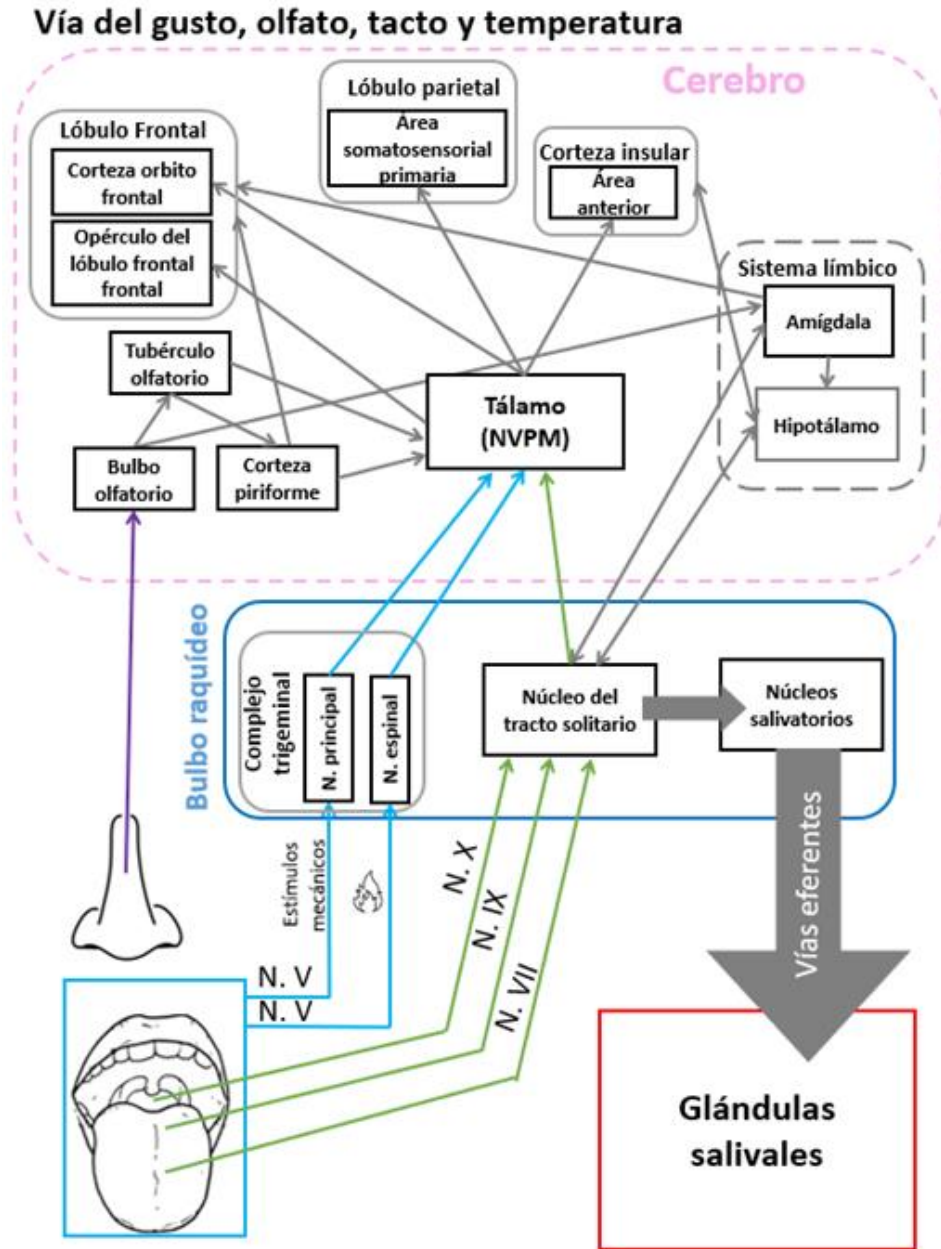 Vía del gusto, olfato, tacto y temperatura
Cerebro
Lóbulo Frontal
Corteza orbito
frontal
Opérculo del
lóbulo frontal
frontal
Lóbulo parietal
Área
somatosensorial
primaria
Corteza insular
Área
anterior
Sistema límbico
Amígdala
Hipotálamo
Tubérculo
olfatorio
Bulbo
olfatorio
Corteza
piriforme
Tálamo
(NVPM)
Bulbo raquídeo
Complejo
trigeminal
N. principal
N. espinal
Núcleo del
tracto solitario
Núcleos
salivatorios
Estímulos
mecánicos
N. X
N. IX
N. VII
N. V
N. V
Vías eferentes
Glándulas
salivales